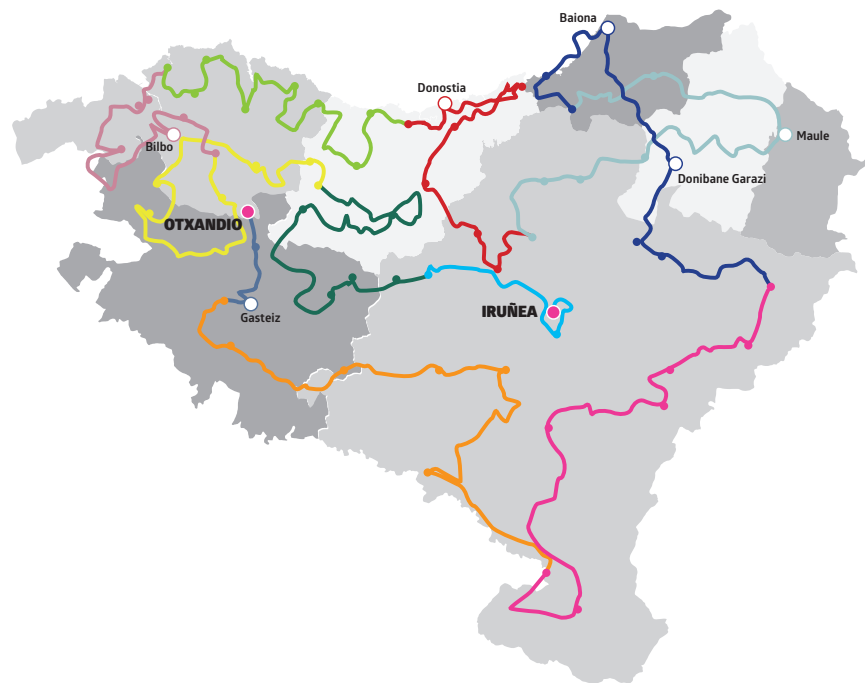 Baiona
Donostia
Bilbo
Maule
Donibane Garazi
OTXANDIO
IRUÑEA
Gasteiz